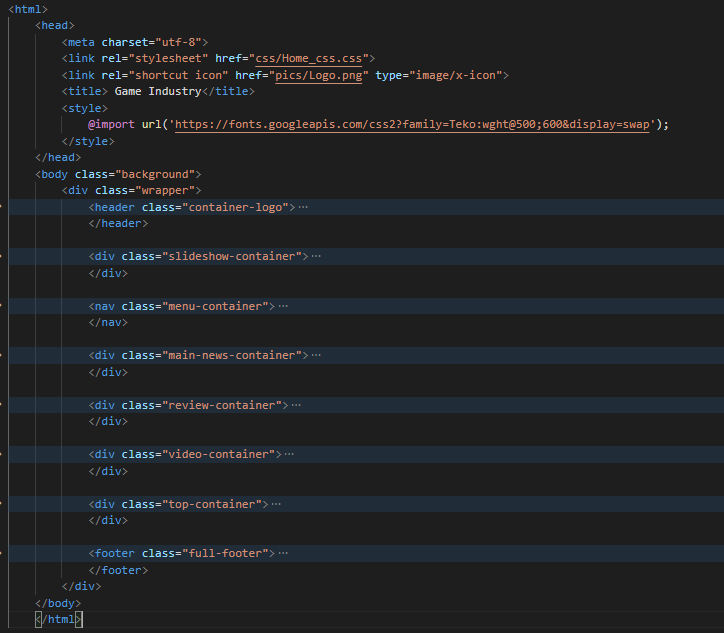 <html>
<head>
<meta charset="utf-8">
<link rel="stylesheet" href="css/Home_css.css">
<link rel="shortcut icon" href="pics/Logo.png" type="image/x-icon">
<title> Game Industry</title>
<style>
@import url('https://fonts.googleapis.com/css2?family=Teko:wght@500;600&display=swap');
</style>
</head>
<body class="background">
<div class="wrapper">
<header class="container-logo">…
</header>
<div class="slideshow-container">…
</div>
<nav class="menu-container">…
</nav>
<div class="main-news-container">…
</div>
<div class="review-container">…
</div>
<div class="video-container">…
</div>
<div class="top-container">…
</div>
<footer class="full-footer">…
</footer>
</div>
</body>
</html>